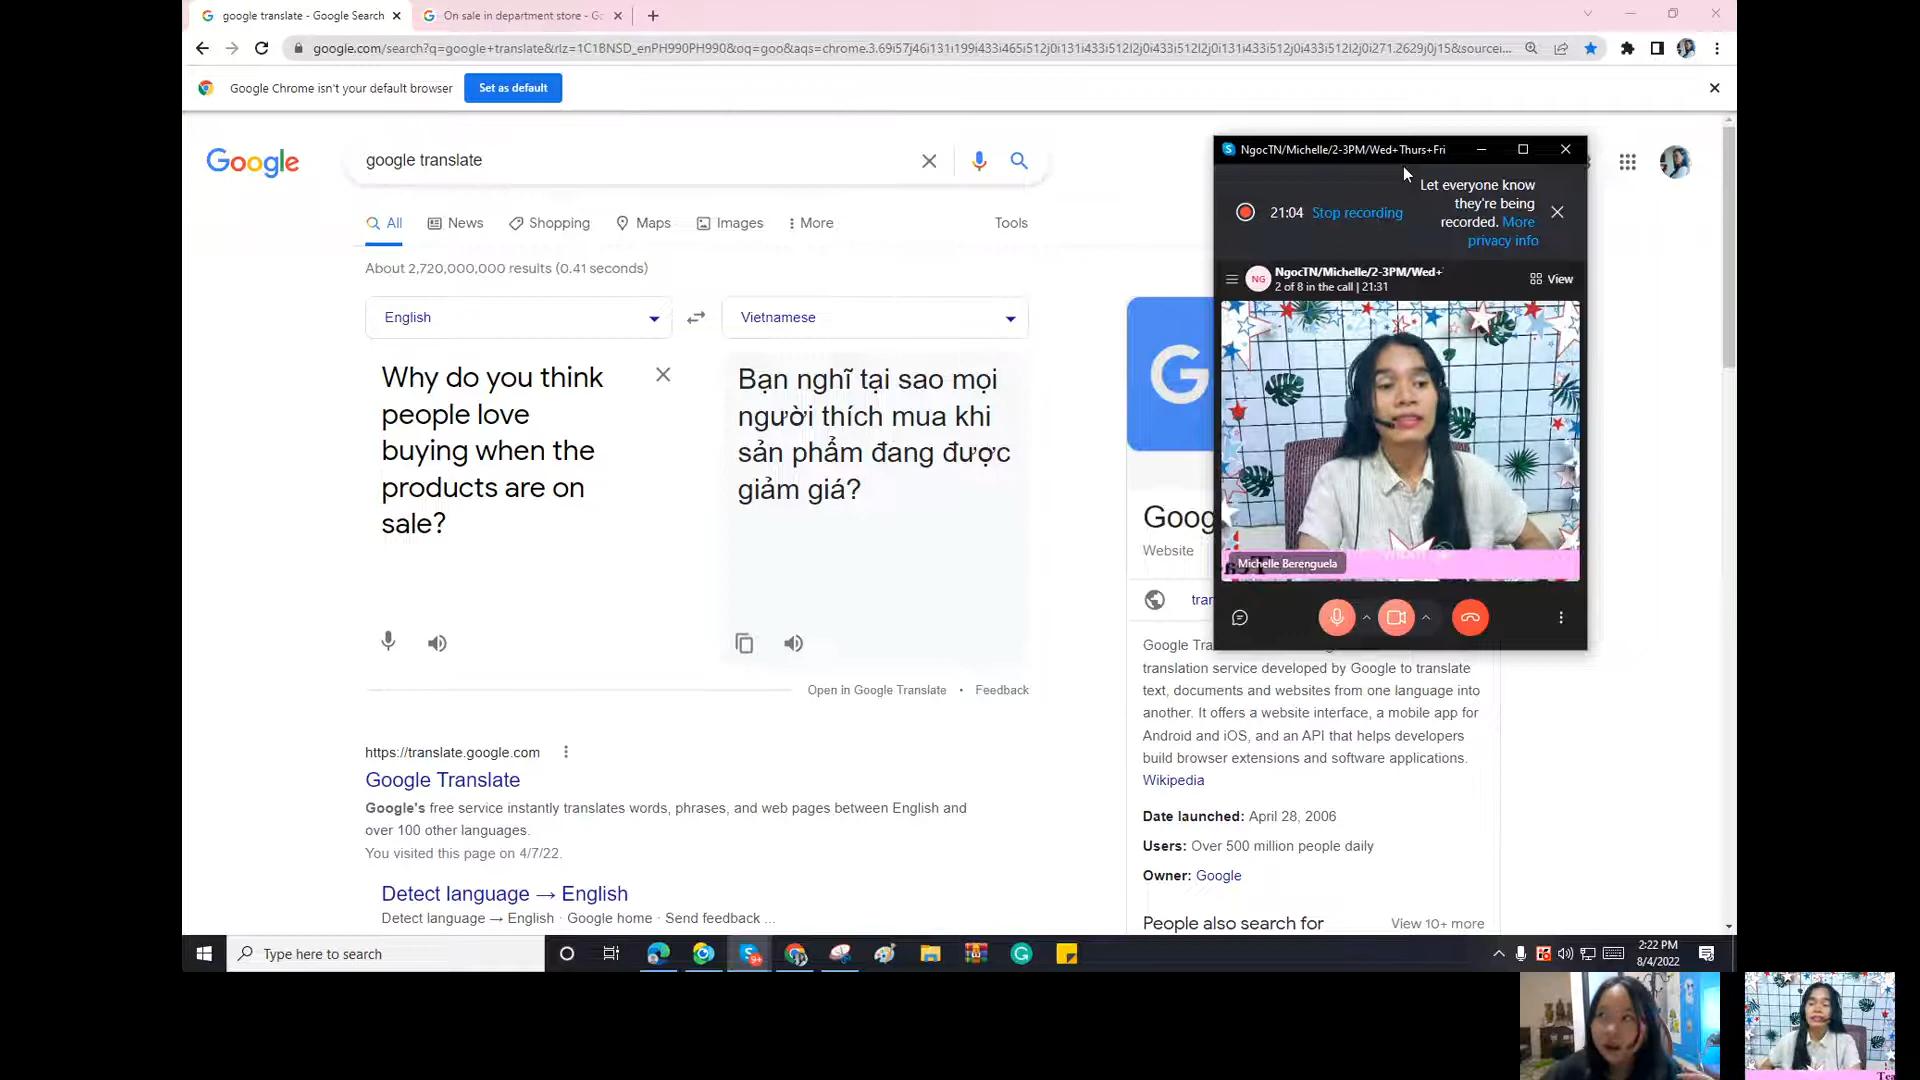 google translate - Google Search
On sale in department store - Go
google.com/search?q=google+translate&rlz=1C1BNSD_enPH990PH990&oq=goo&aqs=chrome.3.69i57j46i131i199i433i465i512j0i131i433i512l2j0i433i512l2j0i131i433i512j0i433i512l2j0i271.2629j0j15&sourcei...
Google Chrome isn't your default browser
Set as default
Google
google translate
All
News
Shopping
Maps
Images
More
Tools
About 2,720,000,000 results (0.41 seconds)
English
Vietnamese
Why do you think
people love
buying when the
products are on
sale?
Bạn nghĩ tại sao mọi
người thích mua khi
sản phẩm đang được
giảm giá?
Open in Google Translate • Feedback
https://translate.google.com
Google Translate
Google's free service instantly translates words, phrases, and web pages between English and
over 100 other languages.
You visited this page on 4/7/22.
Detect language → English
Detect language → English · Google home · Send feedback ...
NgocTN/Michelle/2-3PM/Wed+Thurs+Fri
21:04 Stop recording
Let everyone know
they're being
recorded. More
privacy info
NG
NgocTN/Michelle/2-3PM/Wed+
2 of 8 in the call | 21:31
View
Michelle Berenguela
Goog
Website
tran
Google Tra
translation service developed by Google to translate
text, documents and websites from one language into
another. It offers a website interface, a mobile app for
Android and iOS, and an API that helps developers
build browser extensions and software applications.
Wikipedia
Date launched: April 28, 2006
Users: Over 500 million people daily
Owner: Google
People also search for
View 10+ more
Type here to search
2:22 PM
8/4/2022